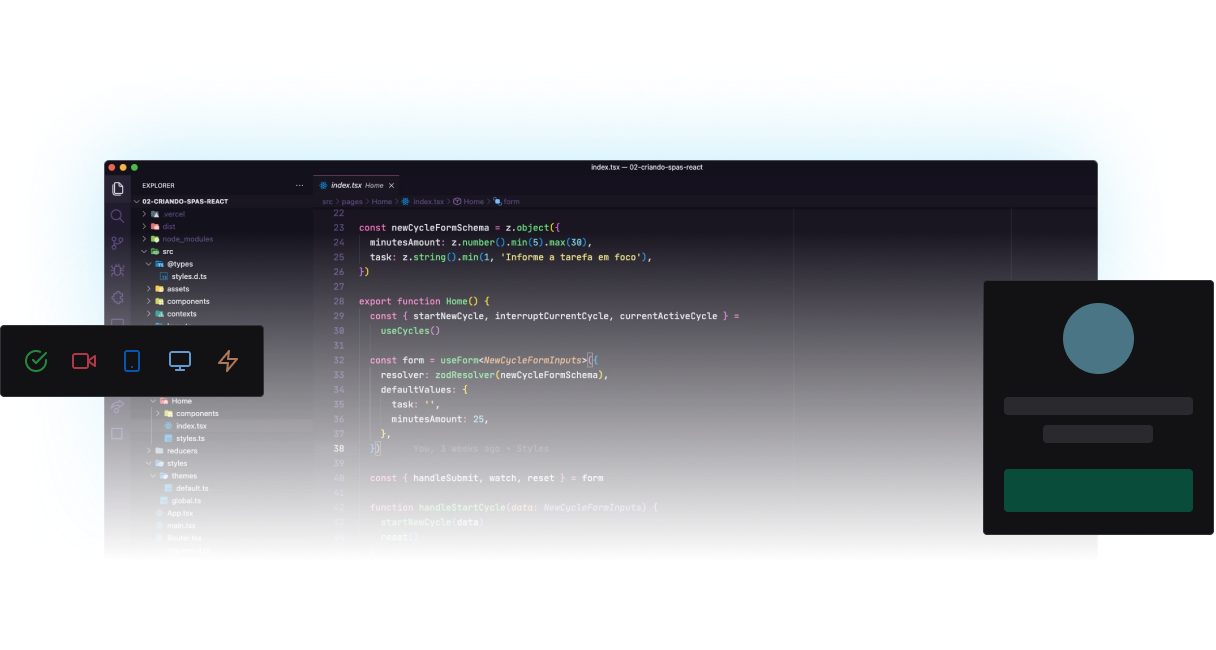 index.tsx — 02-criando-spas-react
EXPLORER
···
02-CRIANDO-SPAS-REACT
.vercel
dist
node_modules
src
@types
styles.d.ts
assets
components
contexts
Home
components
index.tsx
styles.ts
reducers
styles
themes
default.ts
global.ts
App.tsx
main.tsx
Router.tsx
index.tsx Home
src > pages > Home > index.tsx > Home > form
22
23 const newCycleFormSchema = z.object({
24 minutesAmount: z.number().min(5).max(30),
25 task: z.string().min(1, 'Informe a tarefa em foco'),
26 })
27
28 export function Home() {
29 const { startNewCycle, interruptCurrentCycle, currentActiveCycle } =
30 useCycles()
31
32 const form = useForm<NewCycleFormInputs>({
33 resolver: zodResolver(newCycleFormSchema),
34 defaultValues: {
35 task: '',
36 minutesAmount: 25,
37 },
38 }) You, 3 weeks ago • Styles
39
40 const { handleSubmit, watch, reset } = form
41
42 function handleStartCycle(data: NewCycleFormInputs) {
43 startNewCycle(data)
reset()